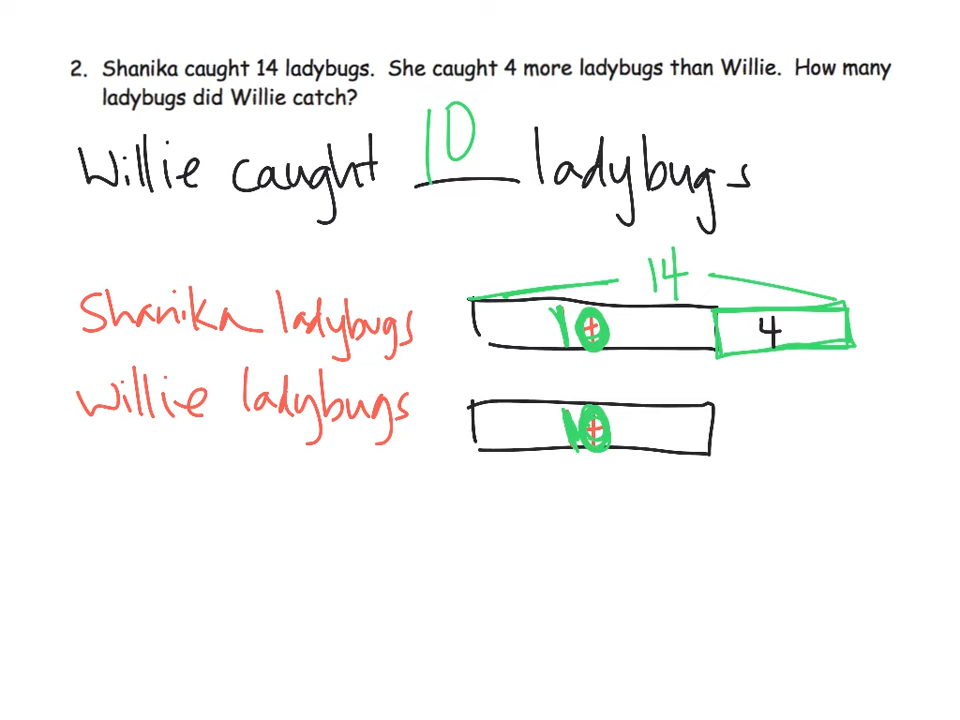 2. Shanika caught 14 ladybugs. She caught 4 more ladybugs than Willie. How many
ladybugs did Willie catch?
Willie caught 10 ladybugs
14
Shanika ladybugs 10 4
Willie ladybugs 10